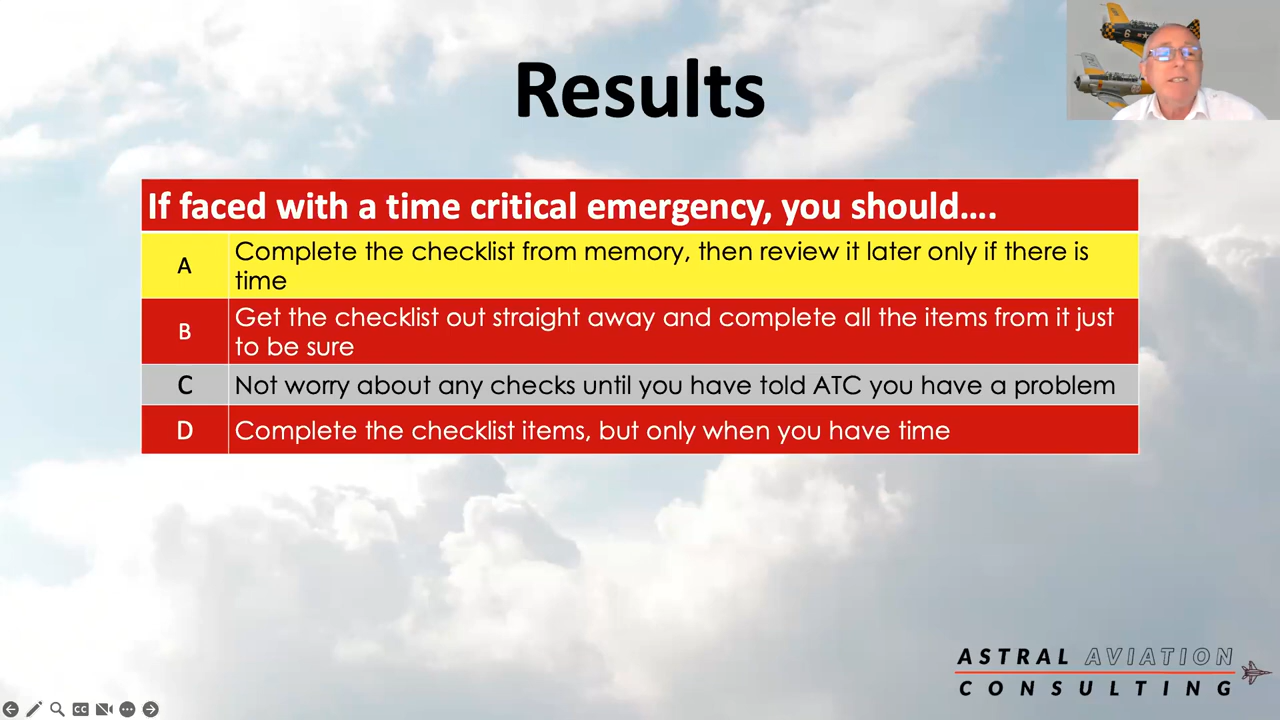 Results
If faced with a time critical emergency, you should....
A
Complete the checklist from memory, then review it later only if there is
time
B
Get the checklist out straight away and complete all the items from it just
to be sure
C
Not worry about any checks until you have told ATC you have a problem
D
Complete the checklist items, but only when you have time
ASTRAL AVIATION
CONSULTING
CC
6